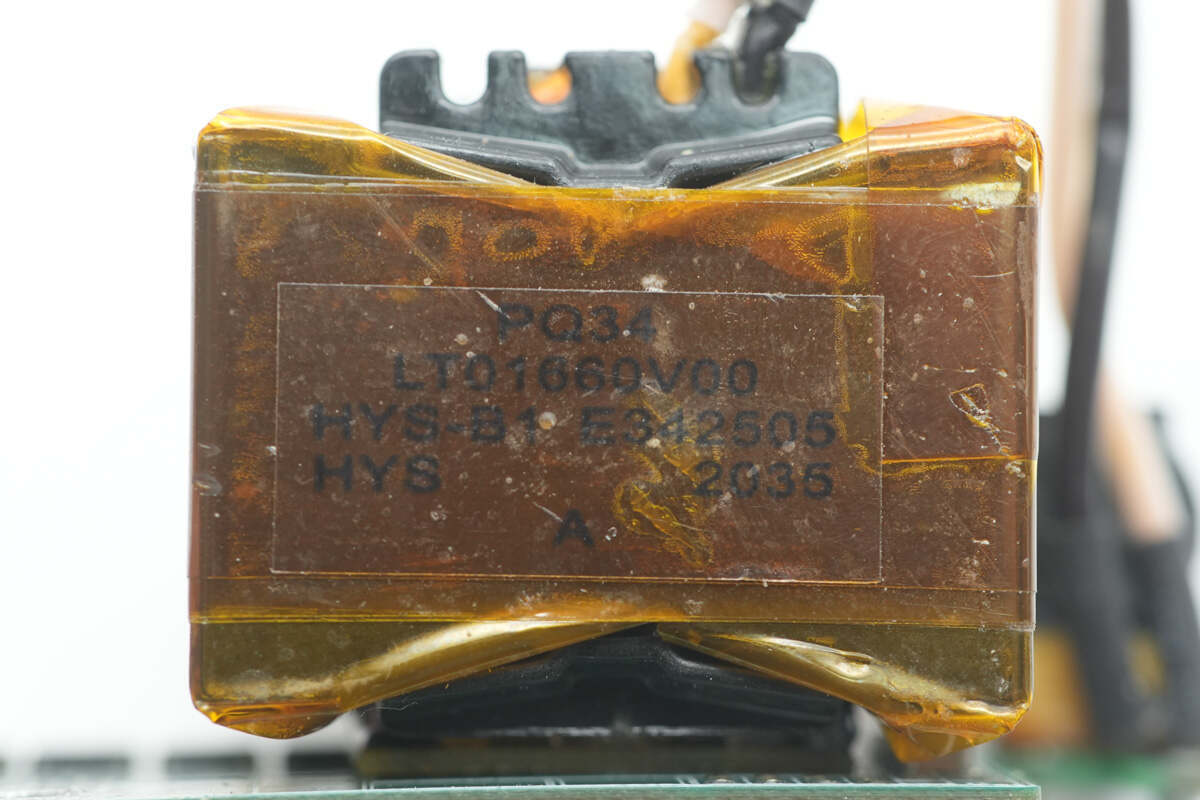 PQ34
LT01660V00
HYS-B1 E342505
HYS 2035
A